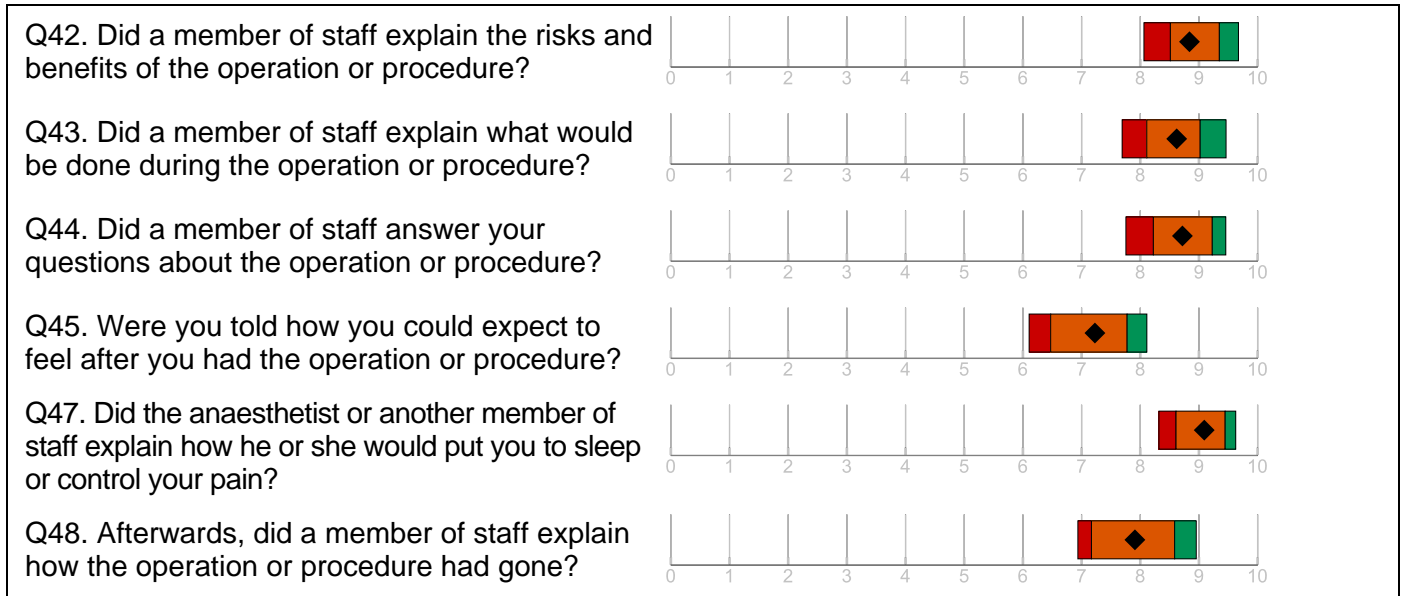 Q42. Did a member of staff explain the risks and
benefits of the operation or procedure?
0 1 2 3 4 5 6 7 8 9 10
Q43. Did a member of staff explain what would
be done during the operation or procedure?
0 1 2 3 4 5 6 7 8 9 10
Q44. Did a member of staff answer your
questions about the operation or procedure?
0 1 2 3 4 5 6 7 8 9 10
Q45. Were you told how you could expect to
feel after you had the operation or procedure?
0 1 2 3 4 5 6 7 8 9 10
Q47. Did the anaesthetist or another member of
staff explain how he or she would put you to sleep
or control your pain?
0 1 2 3 4 5 6 7 8 9 10
Q48. Afterwards, did a member of staff explain
how the operation or procedure had gone?
0 1 2 3 4 5 6 7 8 9 10